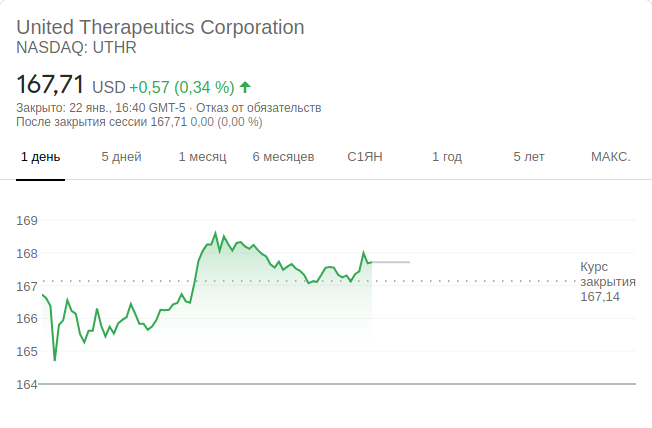 United Therapeutics Corporation
NASDAQ: UTHR
167,71 USD +0,57 (0,34 %)
Закрыто: 22 янв., 16:40 GMT-5 · Отказ от обязательств
После закрытия сессии 167,71 0,00 (0,00 %)
1 день 5 дней 1 месяц 6 месяцев С1ЯН 1 год 5 лет МАКС.
169
168
167
166
165
164
Курс
закрытия
167,14